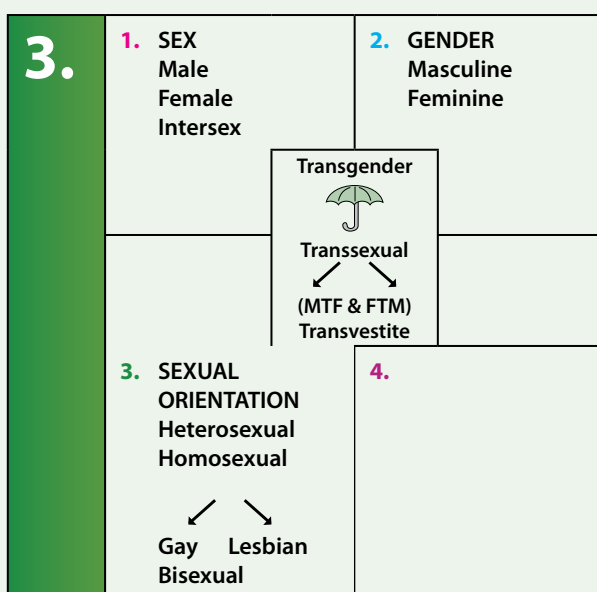 3.
1. SEX
Male
Female
Intersex
2. GENDER
Masculine
Feminine
Transgender
Transsexual
(MTF & FTM)
Transvestite
3. SEXUAL
ORIENTATION
Heterosexual
Homosexual
Gay Lesbian
Bisexual
4.